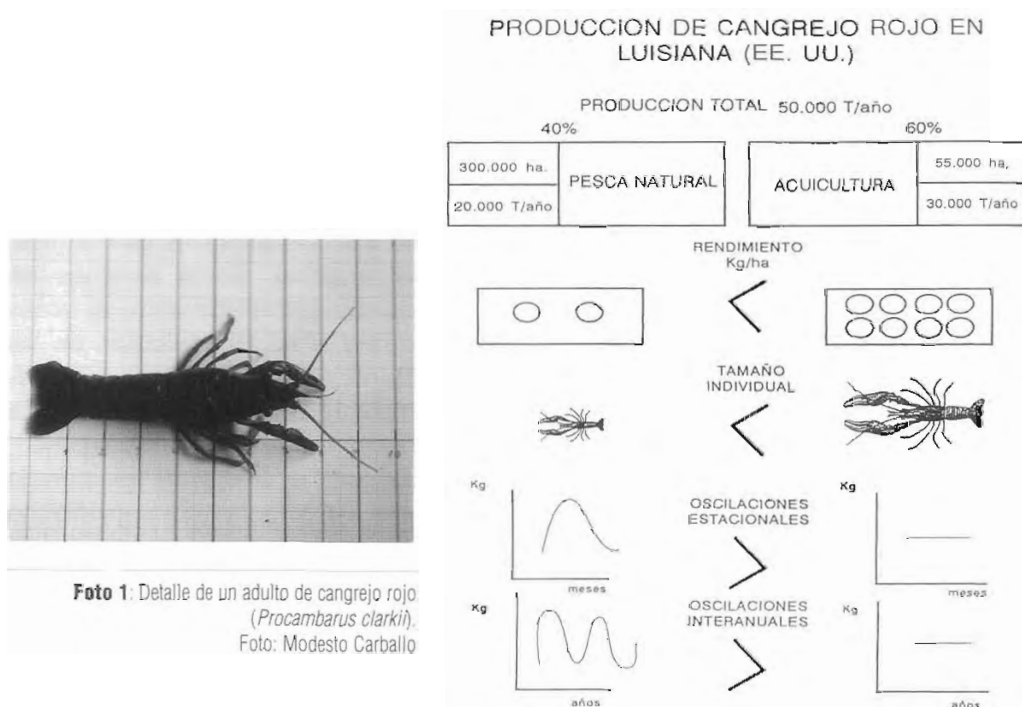 Foto 1: Detalle de un adulto de cangrejo rojo
(Procambarus clarkii).
Foto: Modesto Carballo
PRODUCCION DE CANGREJO ROJO EN
LUISIANA (EE. UU.)
PRODUCCION TOTAL 50.000 T/año
40%
60%
300.000 ha.
20.000 T/año
PESCA NATURAL
ACUICULTURA
55.000 ha.
30.000 T/año
RENDIMIENTO
Kg/ha
TAMAÑO
INDIVIDUAL
Kg
meses
OSCILACIONES
ESTACIONALES
Kg
meses
Kg
años
OSCILACIONES
INTERANUALES
Kg
años